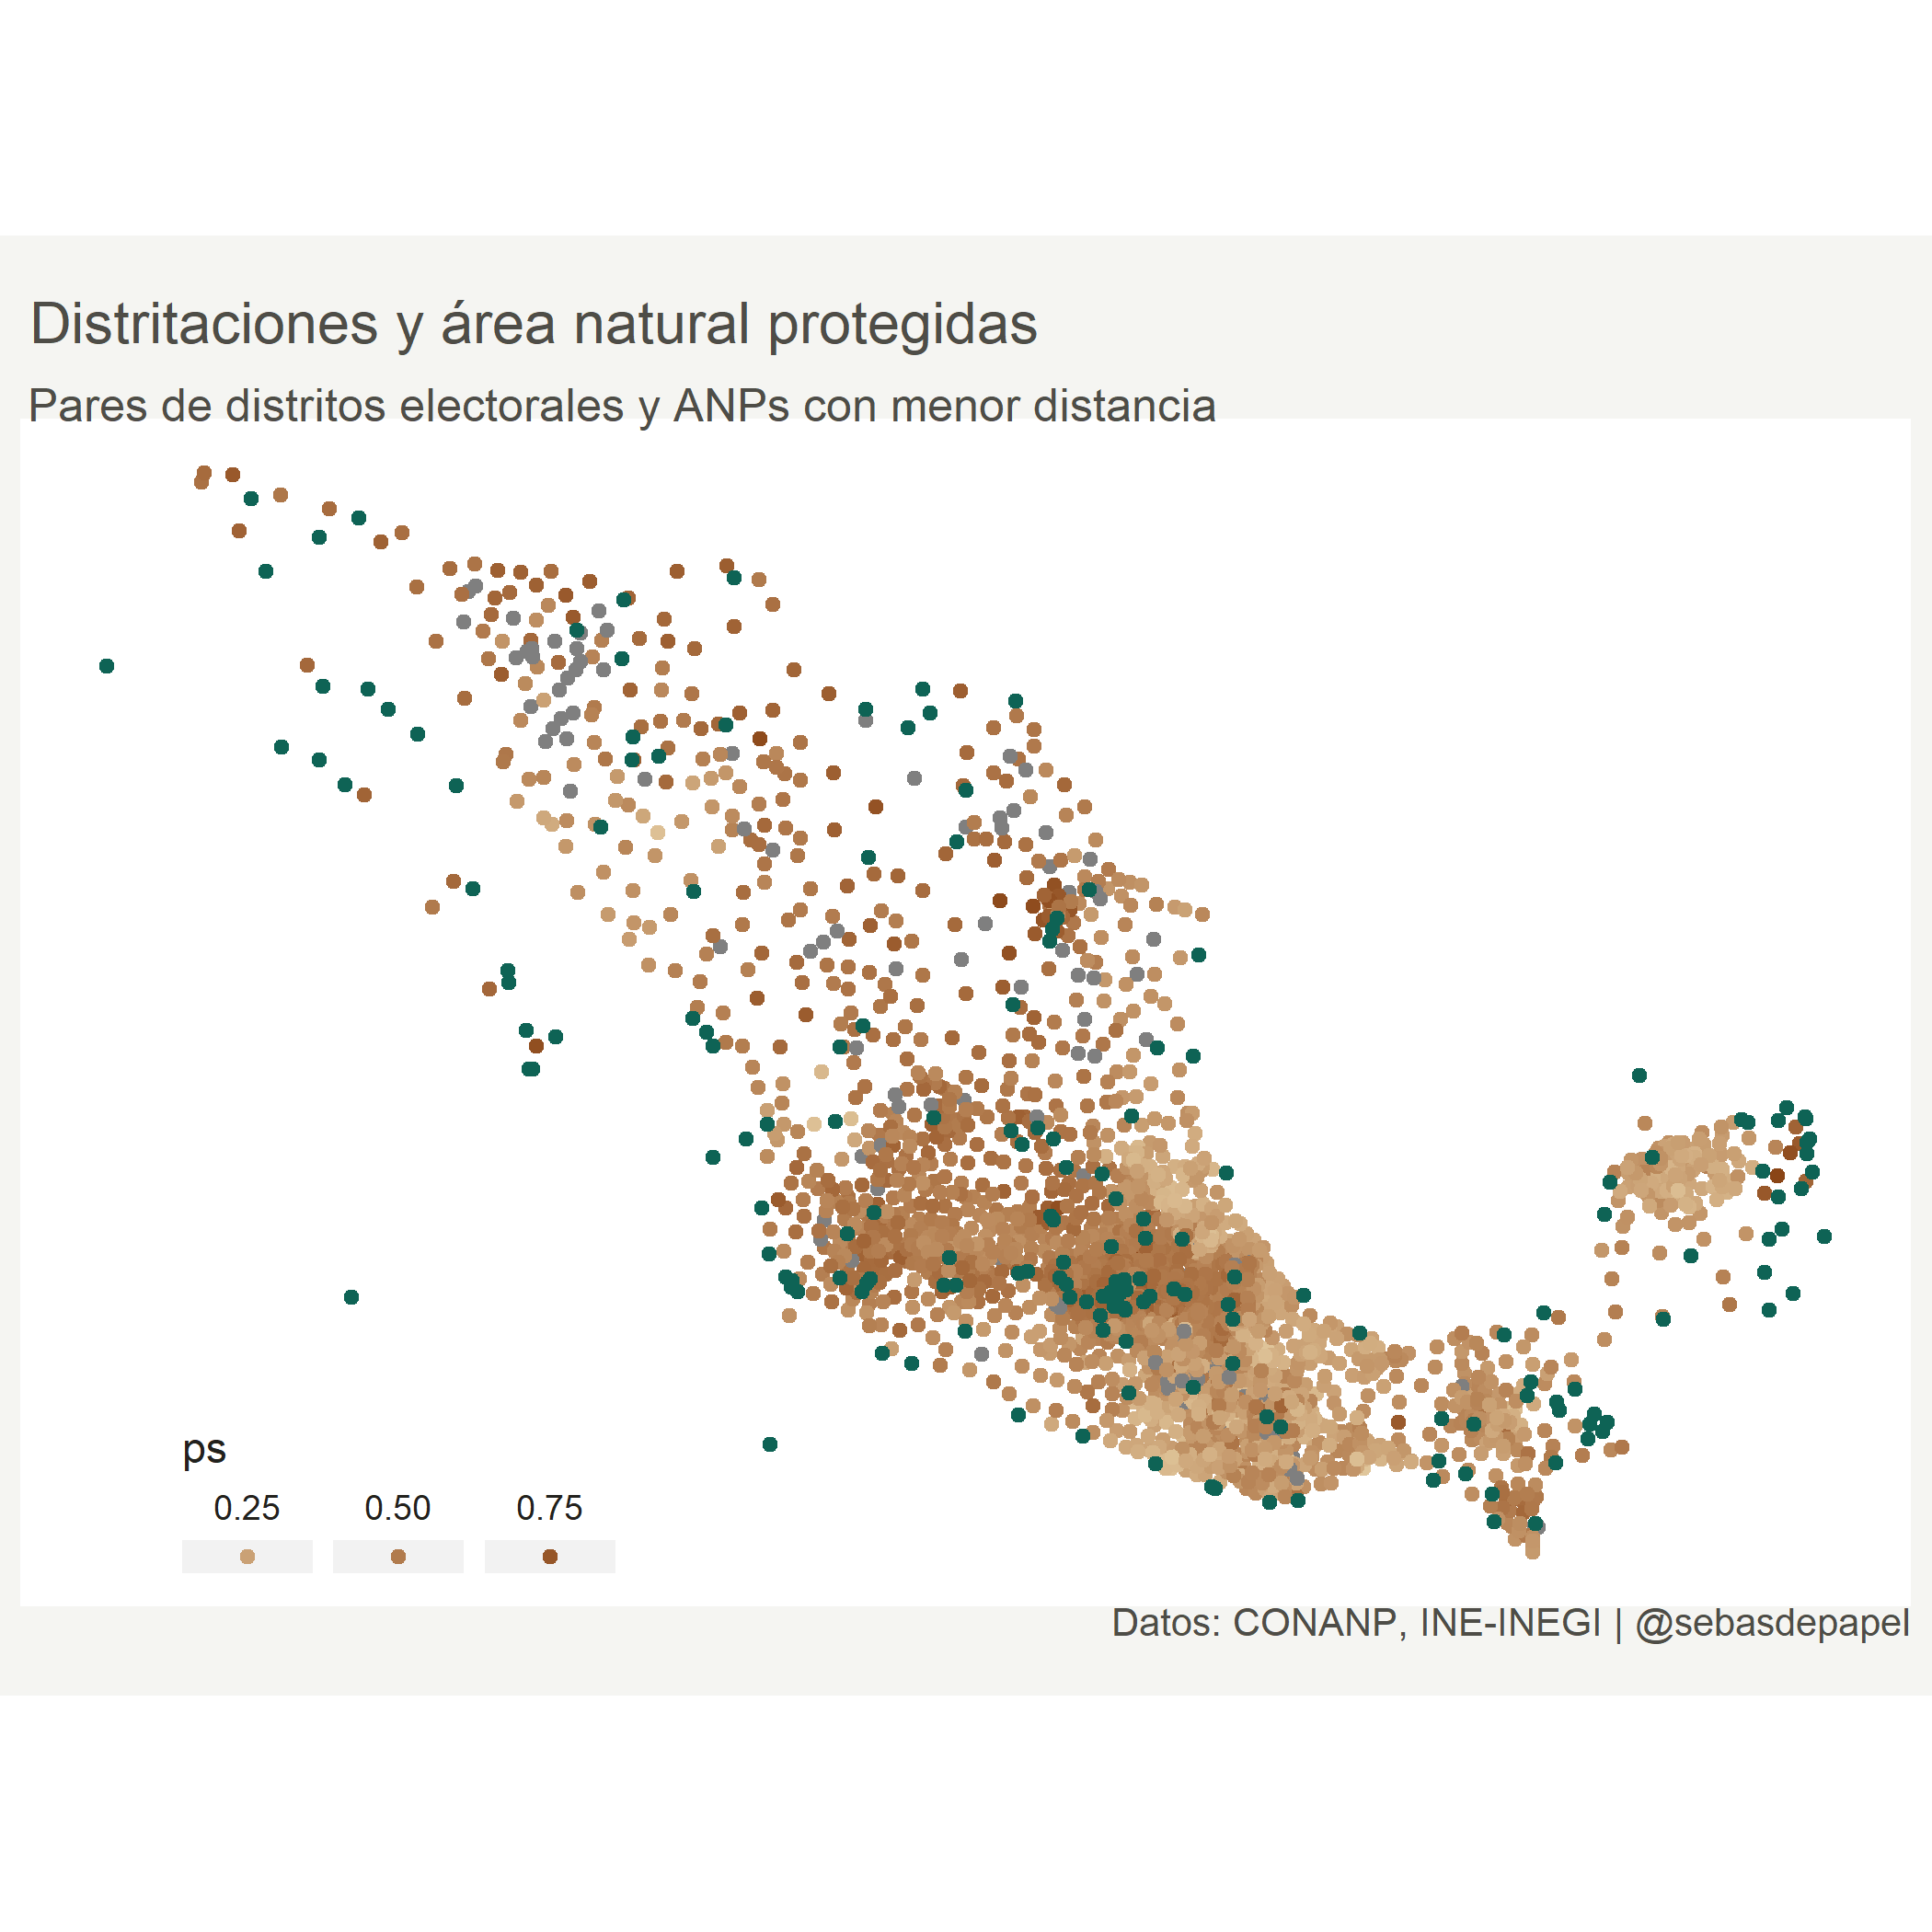 Distritaciones y área natural protegidas
Pares de distritos electorales y ANPs con menor distancia
ps
0.25 0.50 0.75
Datos: CONANP, INE-INEGI | @sebasdepapel